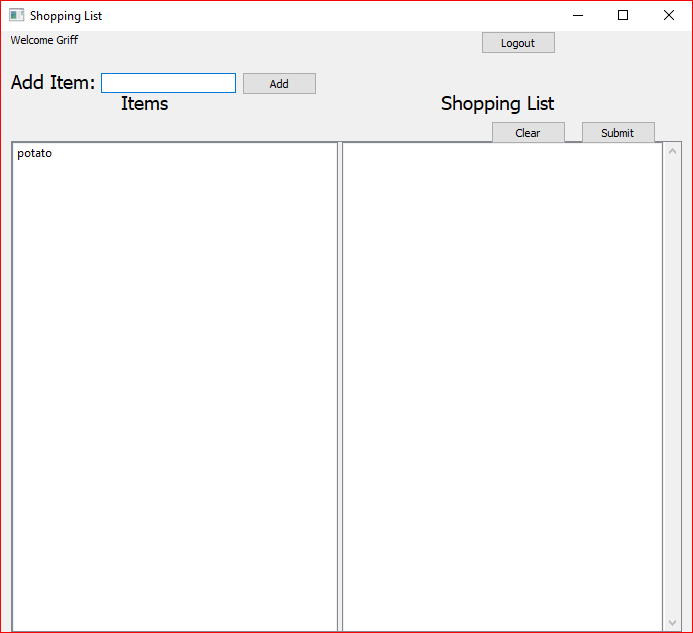 Shopping List
Welcome Griff
Logout
Add Item:
Add
Items
Shopping List
Clear
Submit
potato